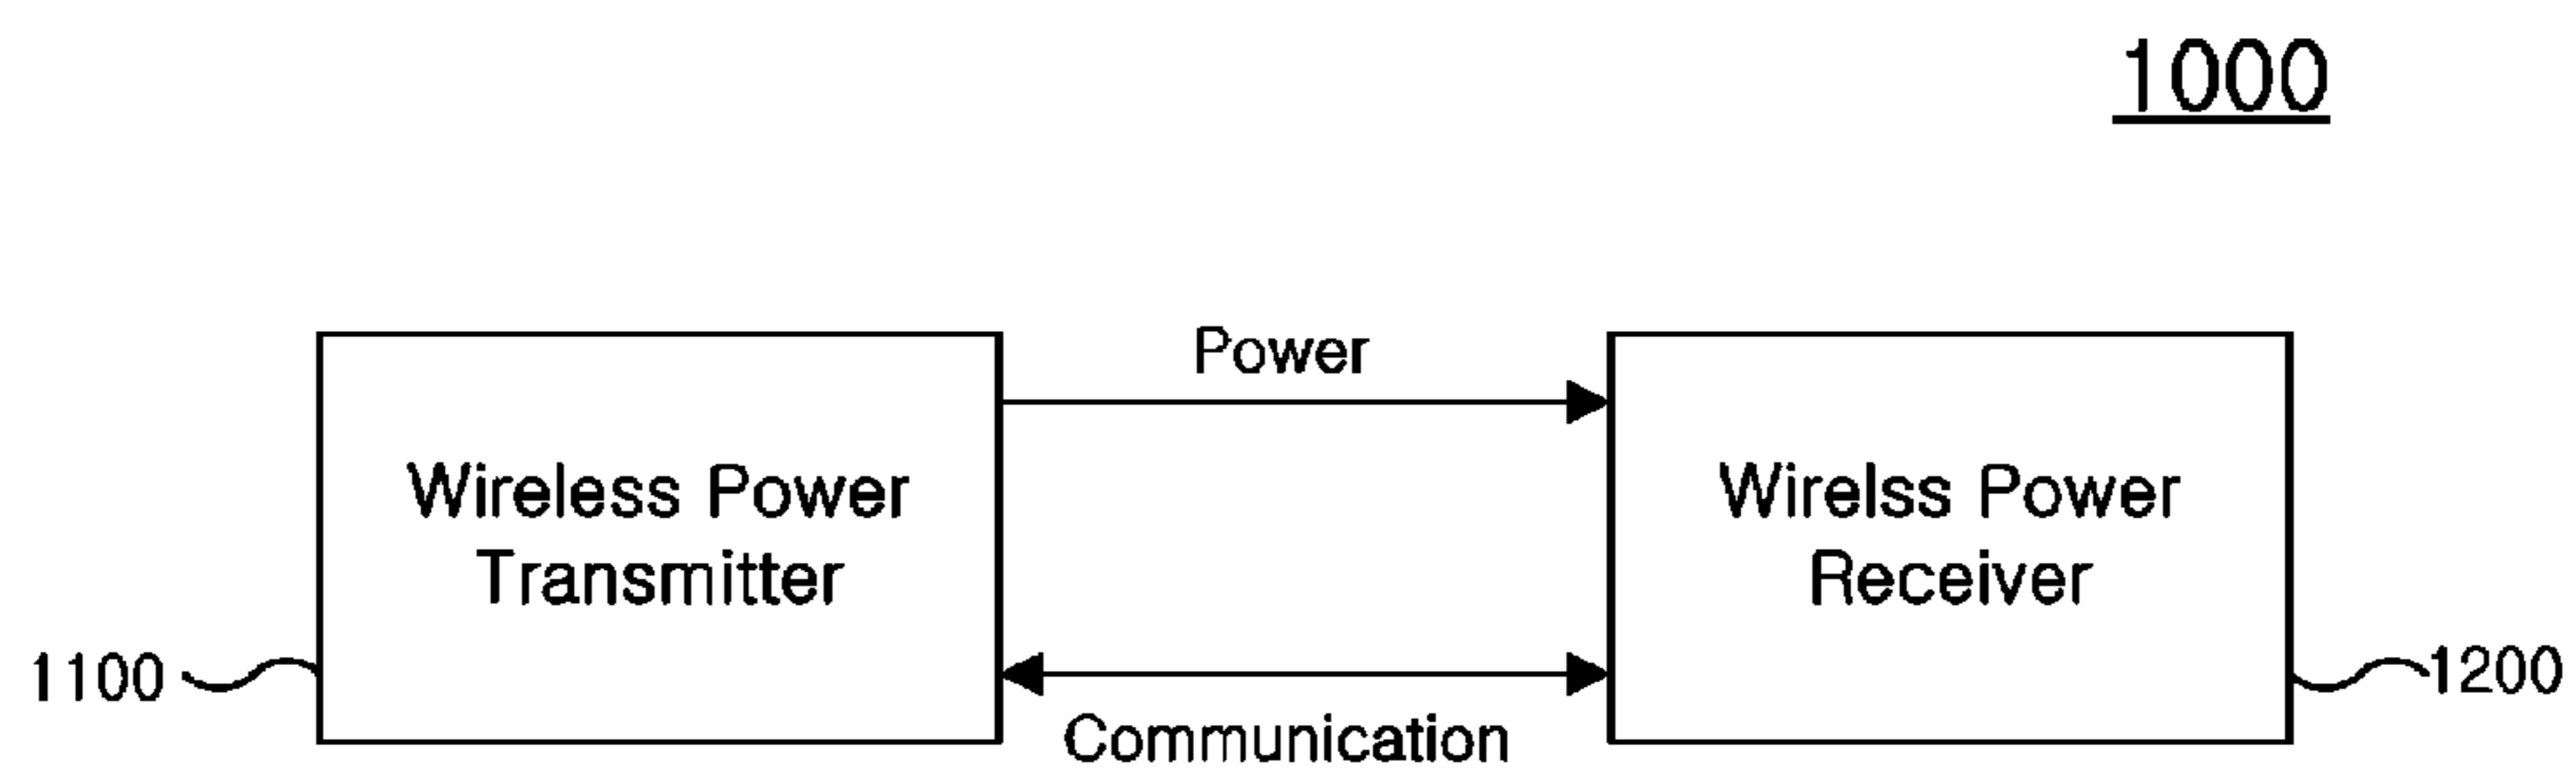 1000
Power
Wireless Power
Transmitter
Wirelss Power
Receiver
1100
1200
Communication